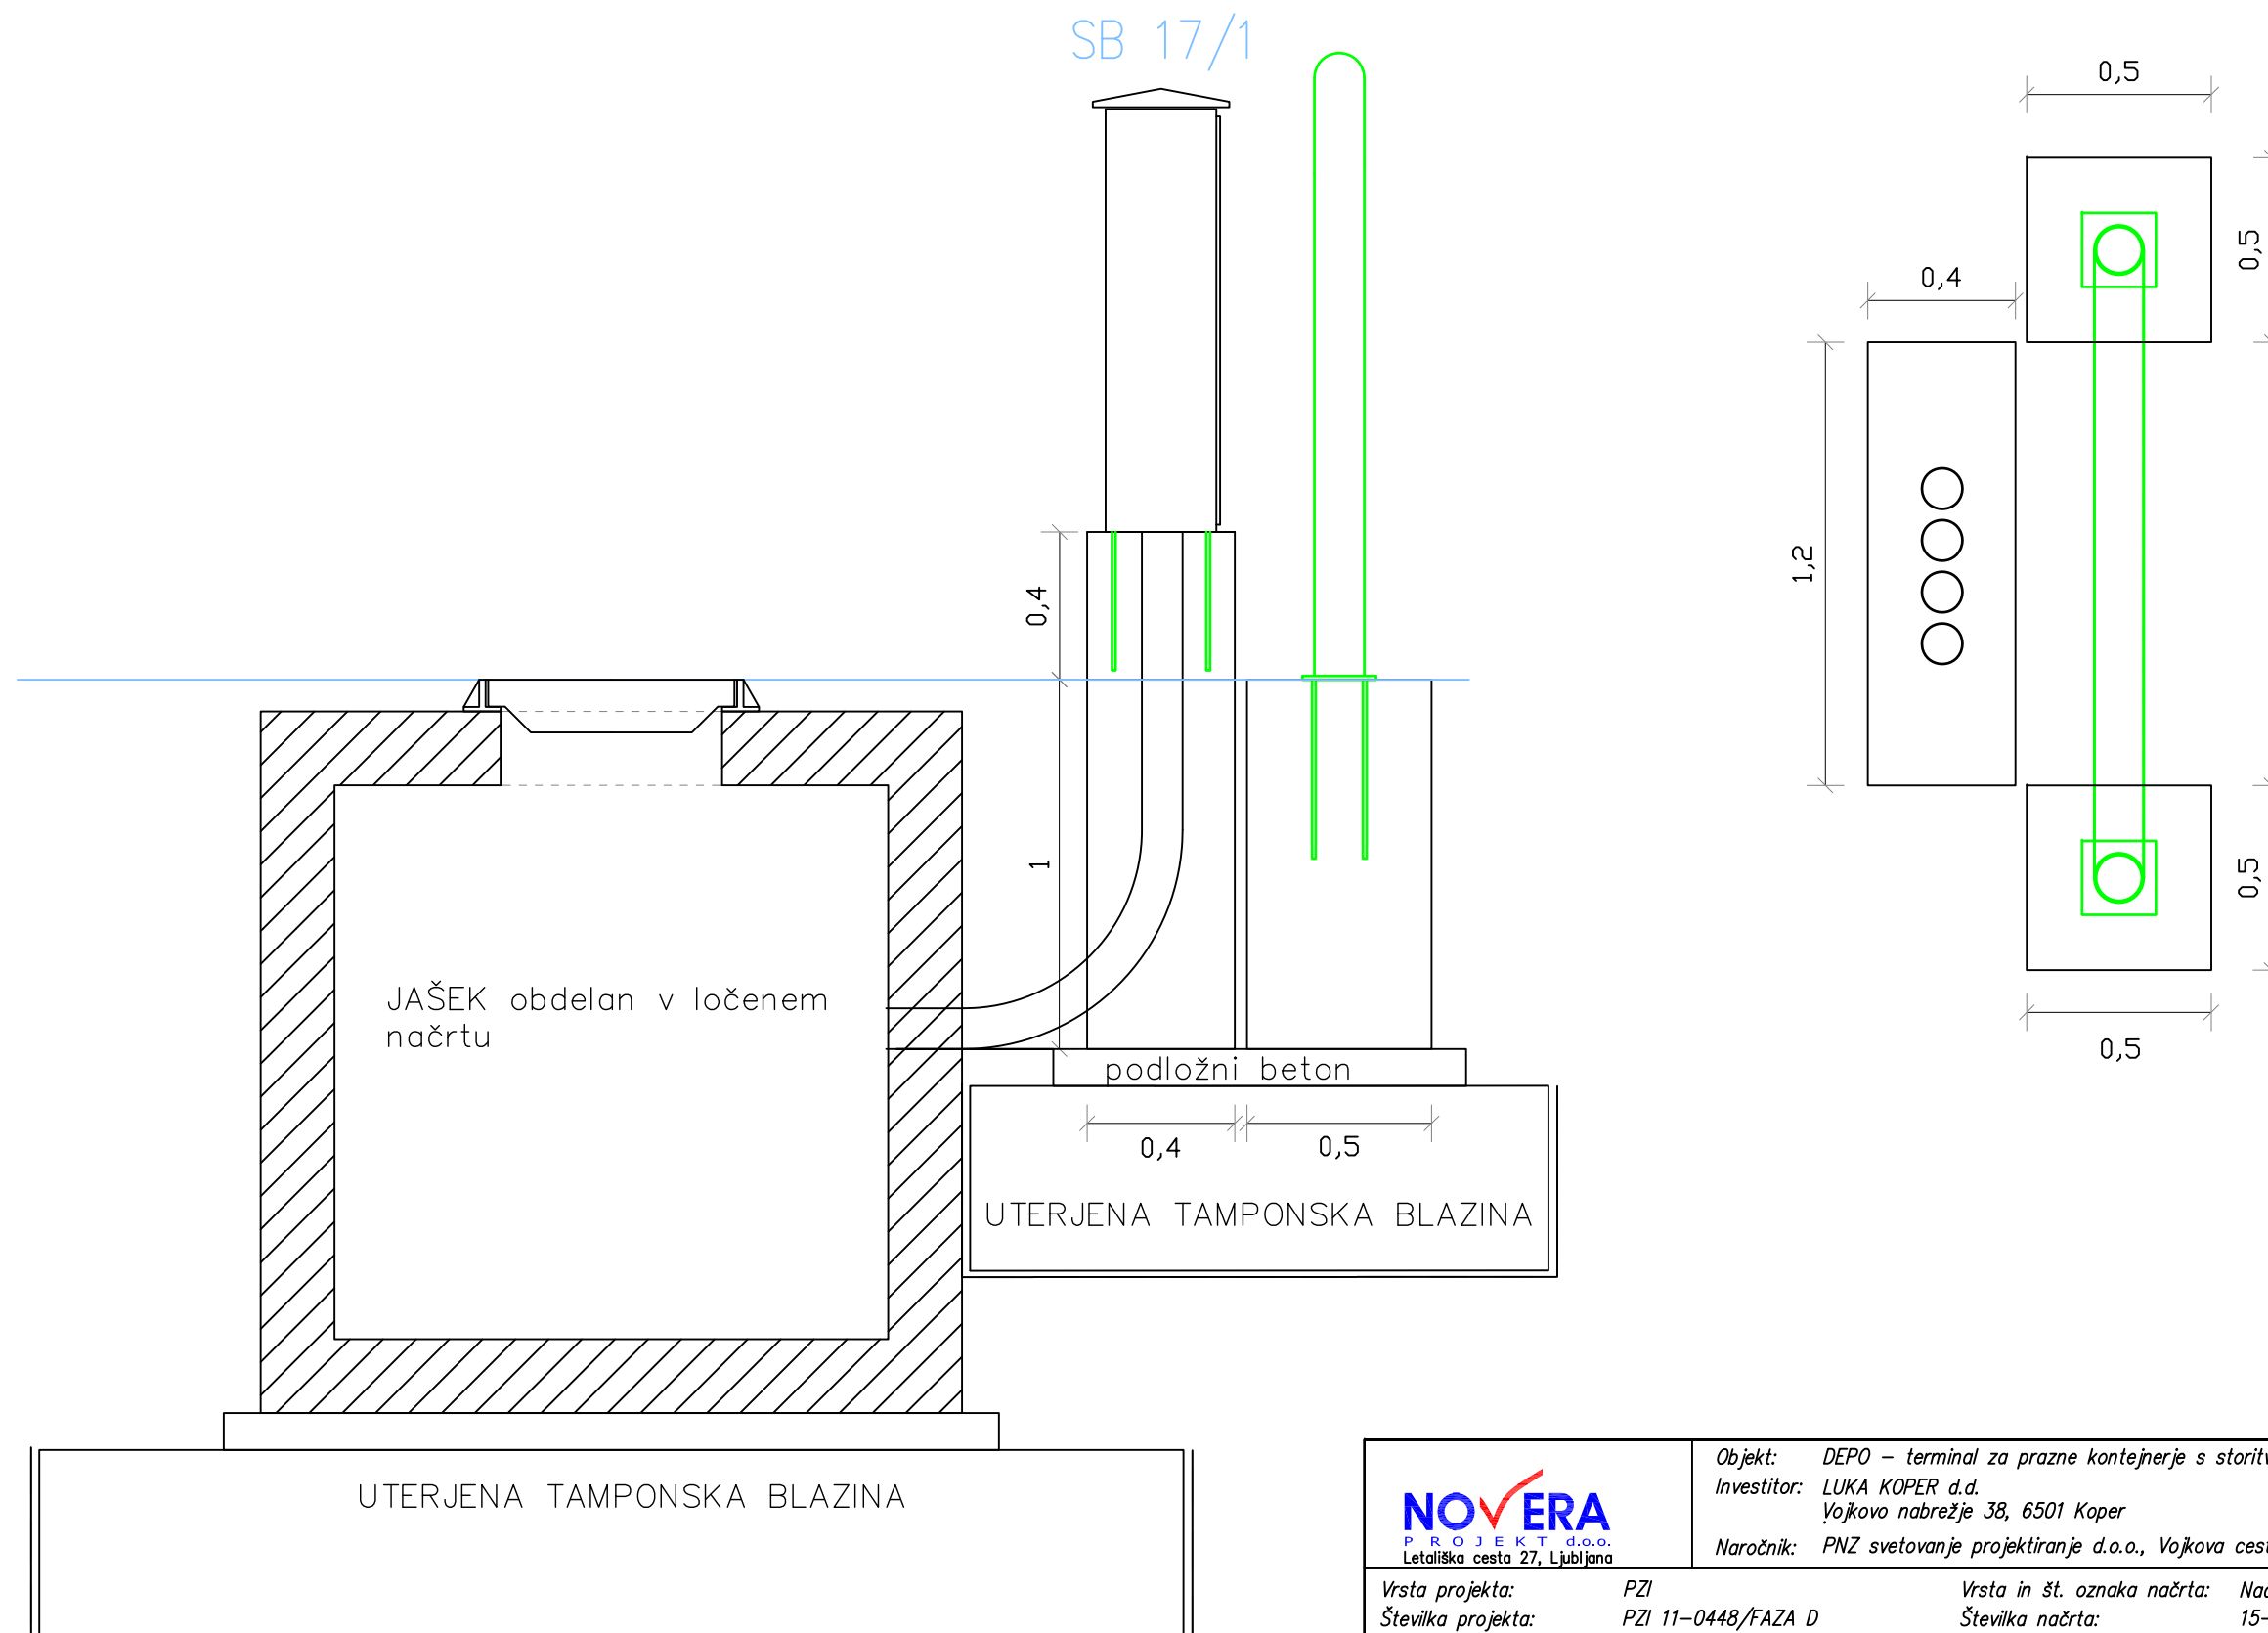 SB 17/1
0,5
0,5
0,4
1,2
0,4
1
0,5
0,5
JAŠEK obdelan v ločenem
načrtu
podložni beton
0,4
0,5
UTERJENA TAMPONSKA BLAZINA
UTERJENA TAMPONSKA BLAZINA
NOVERA
PROJEKT d.o.o.
Letališka cesta 27, Ljubljana
Objekt: DEPO – terminal za prazne kontejnerje s
Investitor: LUKA KOPER d.d.
Vojkovo nabrežje 38, 6501 Koper
Naročnik: PNZ svetovanje projektiranje d.o.o., Vojkova
Vrsta projekta: PZI
Vrsta in št. oznaka načrta:
Številka projekta: PZI 11-0448/FAZA D
Številka načrta: 15-